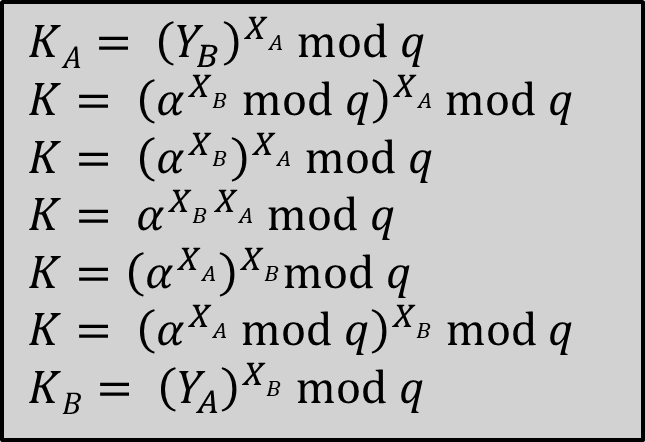 K_A = (Y_B)^{X_A} mod q
K = (α^{X_B} mod q)^{X_A} mod q
K = (α^{X_B})^{X_A} mod q
K = α^{X_B X_A} mod q
K = (α^{X_A})^{X_B} mod q
K = (α^{X_A} mod q)^{X_B} mod q
K_B = (Y_A)^{X_B} mod q